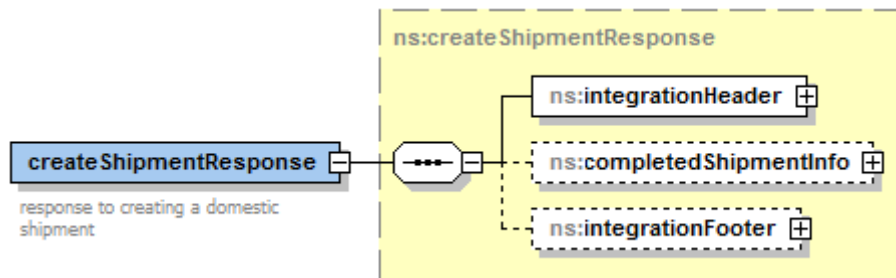 ns:createShipmentResponse
ns:integrationHeader
createShipmentResponse
ns:completedShipmentInfo
response to creating a domestic
shipment
ns:integrationFooter